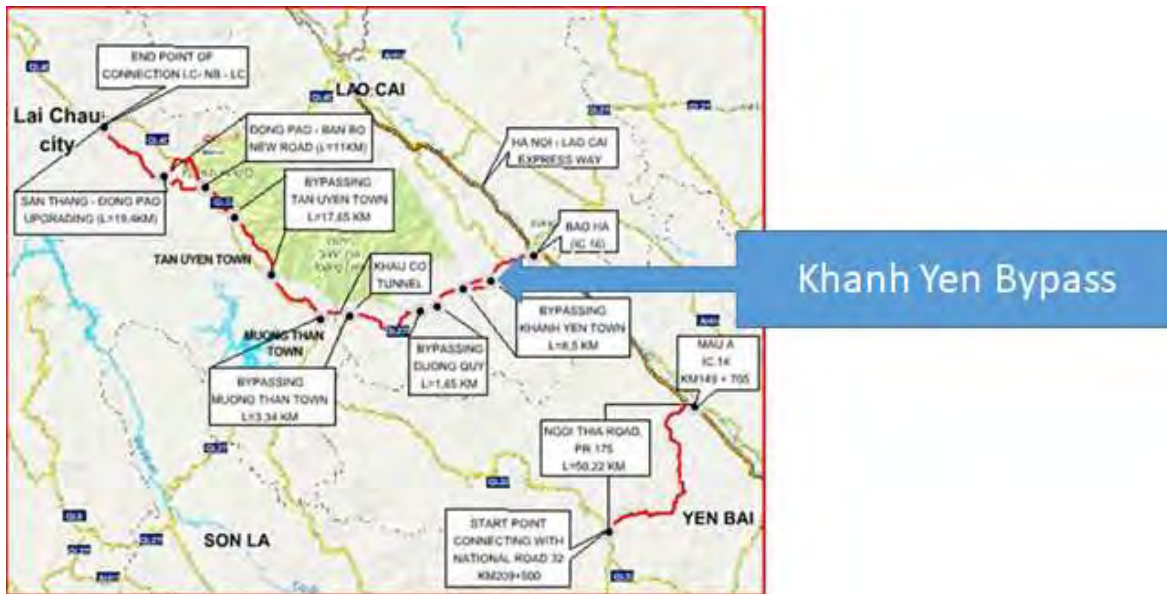 END POINT OF
CONNECTION LC- NB - LC
LAO CAI
Lai Chau
city
DONG PAO - BAN BO
NEW ROAD (L=11KM)
HA NOI - LAO CAI
EXPRESS WAY
SAN THANG - DONG PAO
UPGRADING (L=19,4KM)
BYPASSING
TAN UYEN TOWN
L=17,65 KM
BAO HA
(IC 16)
TAN UYEN TOWN
KHAU CO
TUNNEL
Khanh Yen Bypass
MUONG THAN
TOWN
BYPASSING
KHANH YEN TOWN
BYPASSING
DUONG QUY
L=1,65 KM
BYPASSING
MUONG THAN TOWN
L=3,34 KM
MAU A
IC.14
KM149 + 705
NGOI THIA ROAD,
PR 175
L=50,22 KM
YEN BAI
SON LA
START POINT
CONNECTING WITH
NATIONAL ROAD 32
KM209+500